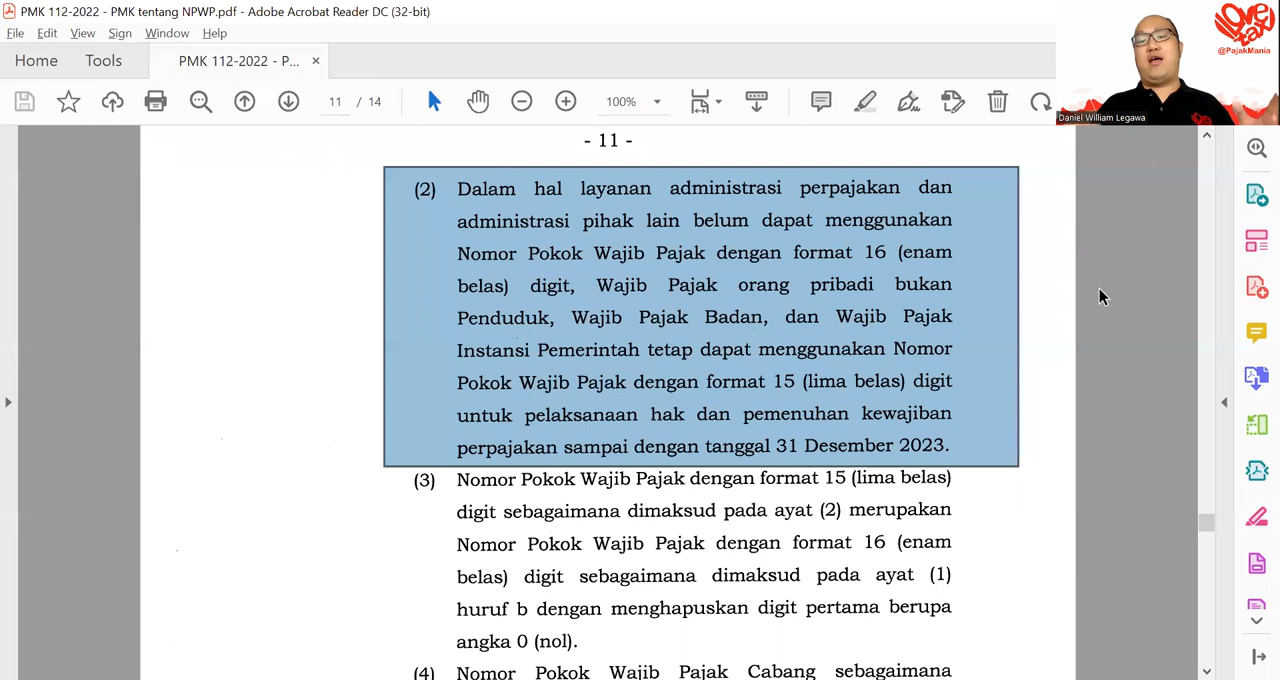 PMK 112-2022 - PMK tentang NPWP.pdf - Adobe Acrobat Reader DC (32-bit)
File Edit View Sign Window Help
Home Tools PMK 112-2022 - P... ×
11 / 14 100%
I love tax
@PajakMania
Daniel William Legawa
- 11 -
(2) Dalam hal layanan administrasi perpajakan dan
administrasi pihak lain belum dapat menggunakan
Nomor Pokok Wajib Pajak dengan format 16 (enam
belas) digit, Wajib Pajak orang pribadi bukan
Penduduk, Wajib Pajak Badan, dan Wajib Pajak
Instansi Pemerintah tetap dapat menggunakan Nomor
Pokok Wajib Pajak dengan format 15 (lima belas) digit
untuk pelaksanaan hak dan pemenuhan kewajiban
perpajakan sampai dengan tanggal 31 Desember 2023.
(3) Nomor Pokok Wajib Pajak dengan format 15 (lima belas)
digit sebagaimana dimaksud pada ayat (2) merupakan
Nomor Pokok Wajib Pajak dengan format 16 (enam
belas) digit sebagaimana dimaksud pada ayat (1)
huruf b dengan menghapuskan digit pertama berupa
angka 0 (nol).
(4) Nomor Pokok Wajib Pajak Cabang sebagaimana